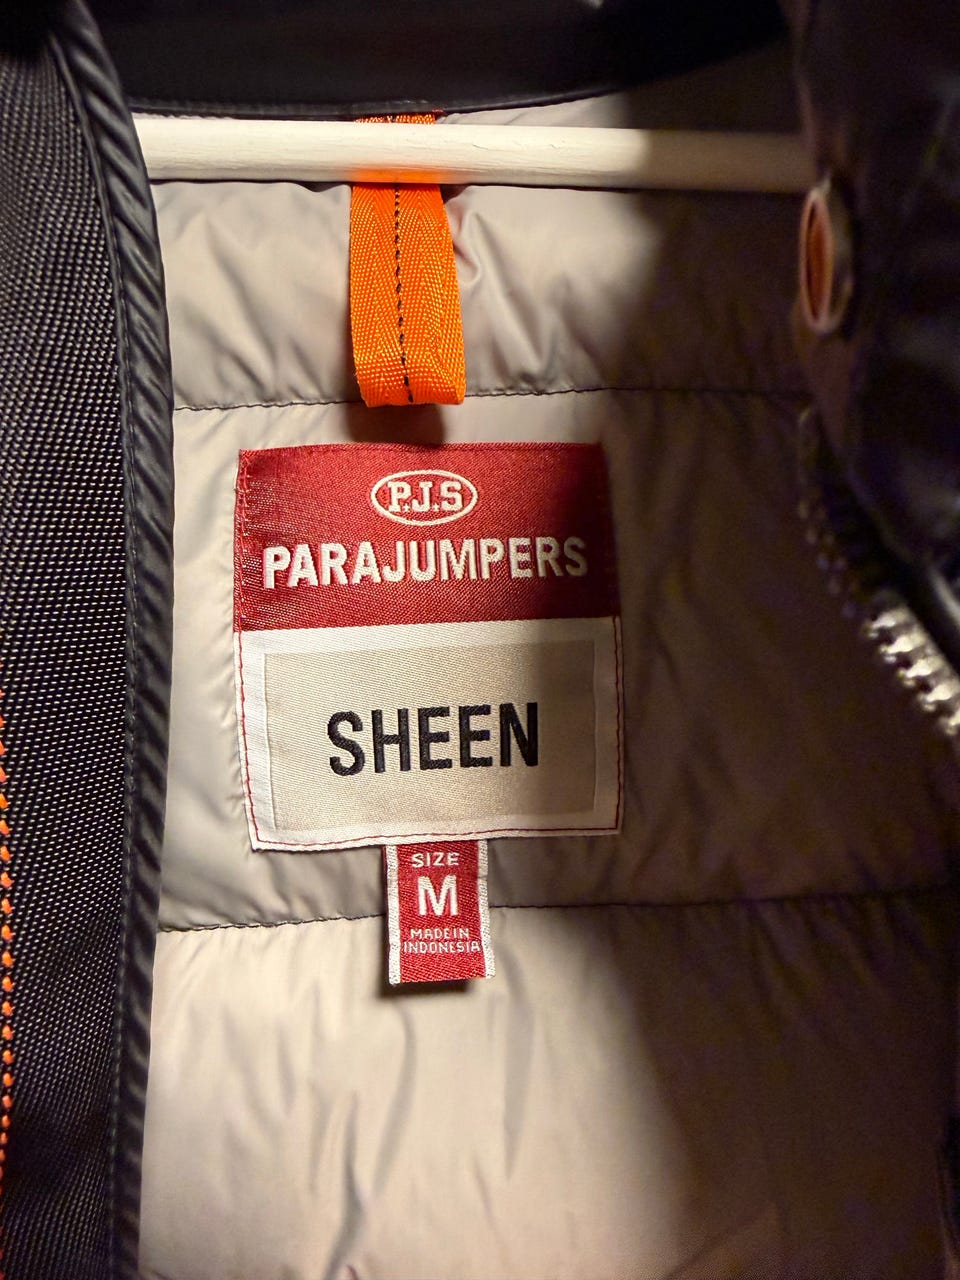 P.J.S
PARAJUMPERS
SHEEN
SIZE
M
MADE IN
INDONESIA